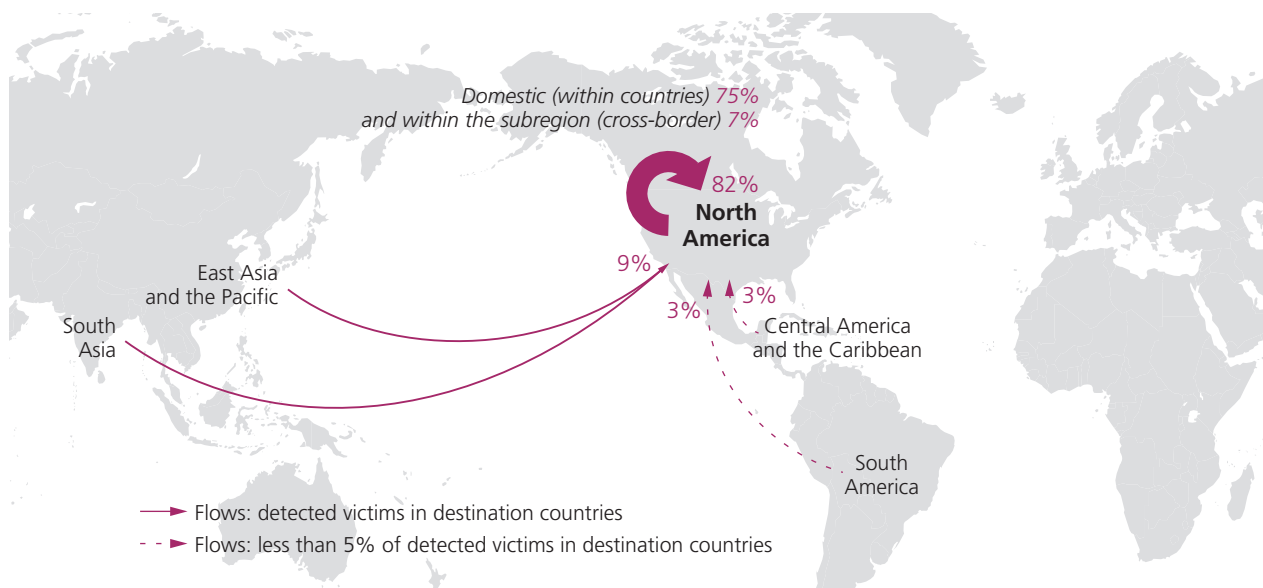 Domestic (within countries) 75%
and within the subregion (cross-border) 7%
82%
North
America
9%
East Asia
and the Pacific
3%
3%
South
Asia
Central America
and the Caribbean
South
America
Flows: detected victims in destination countries
Flows: less than 5% of detected victims in destination countries